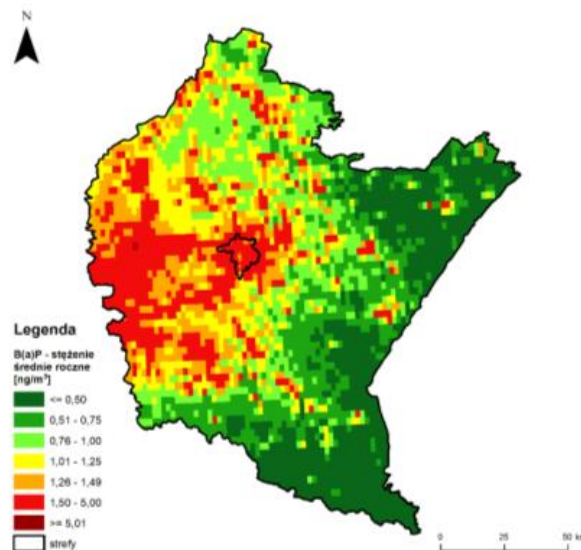 N
Legenda
B(a)P - stężenie
średnie roczne
[ng/m³]
<= 0,50
0,51 - 0,75
0,76 - 1,00
1,01 - 1,25
1,26 - 1,49
1,50 - 5,00
>= 5,01
strefy
0 25 50